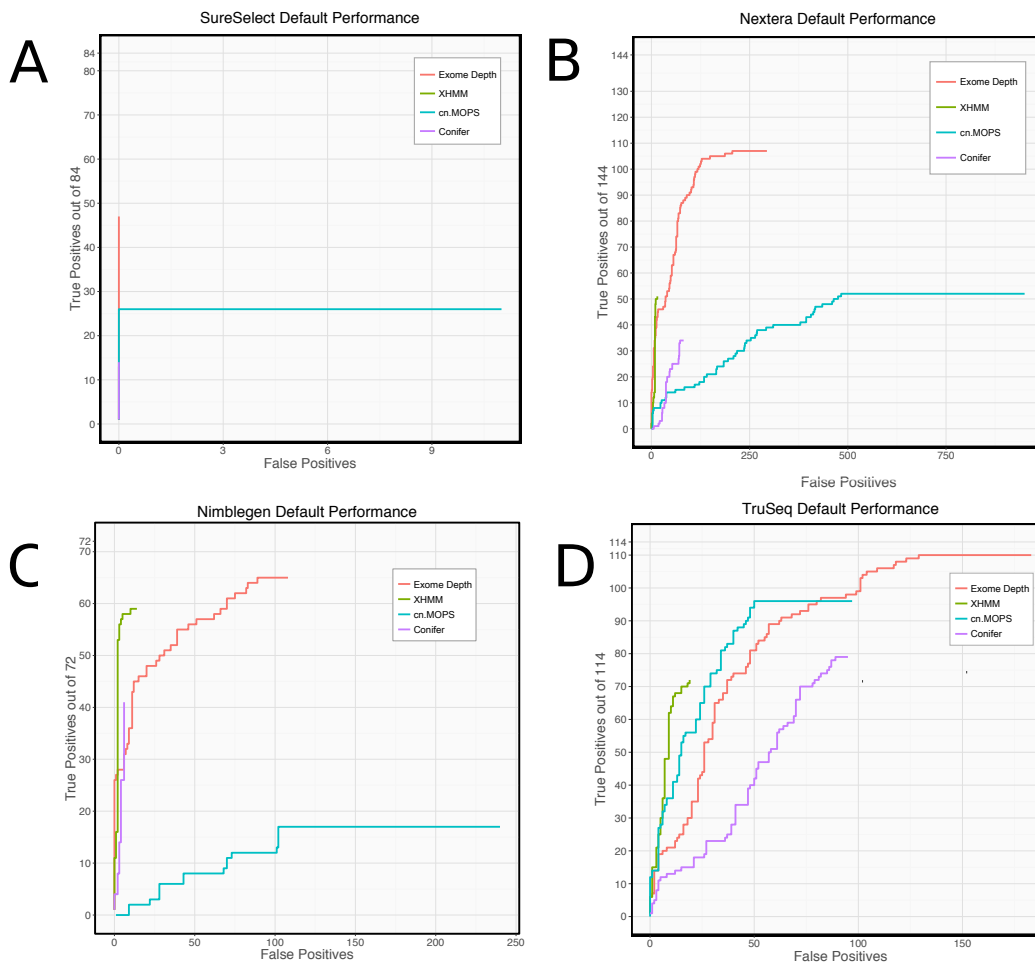 A
SureSelect Default Performance
True Positives out of 84
84
80
70
60
50
40
30
20
10
0
0 3 6 9
False Positives
Exome Depth
XHMM
cn.MOPS
Conifer
B
Nextera Default Performance
True Positives out of 144
144
130
120
110
100
90
80
70
60
50
40
30
20
10
0
0 250 500 750
False Positives
Exome Depth
XHMM
cn.MOPS
Conifer
C
Nimblegen Default Performance
True Positives out of 72
72
70
60
50
40
30
20
10
0
0 50 100 150 200 250
False Positives
Exome Depth
XHMM
cn.MOPS
Conifer
D
TruSeq Default Performance
True Positives out of 114
114
110
100
90
80
70
60
50
40
30
20
10
0
0 50 100 150
False Positives
Exome Depth
XHMM
cn.MOPS
Conifer